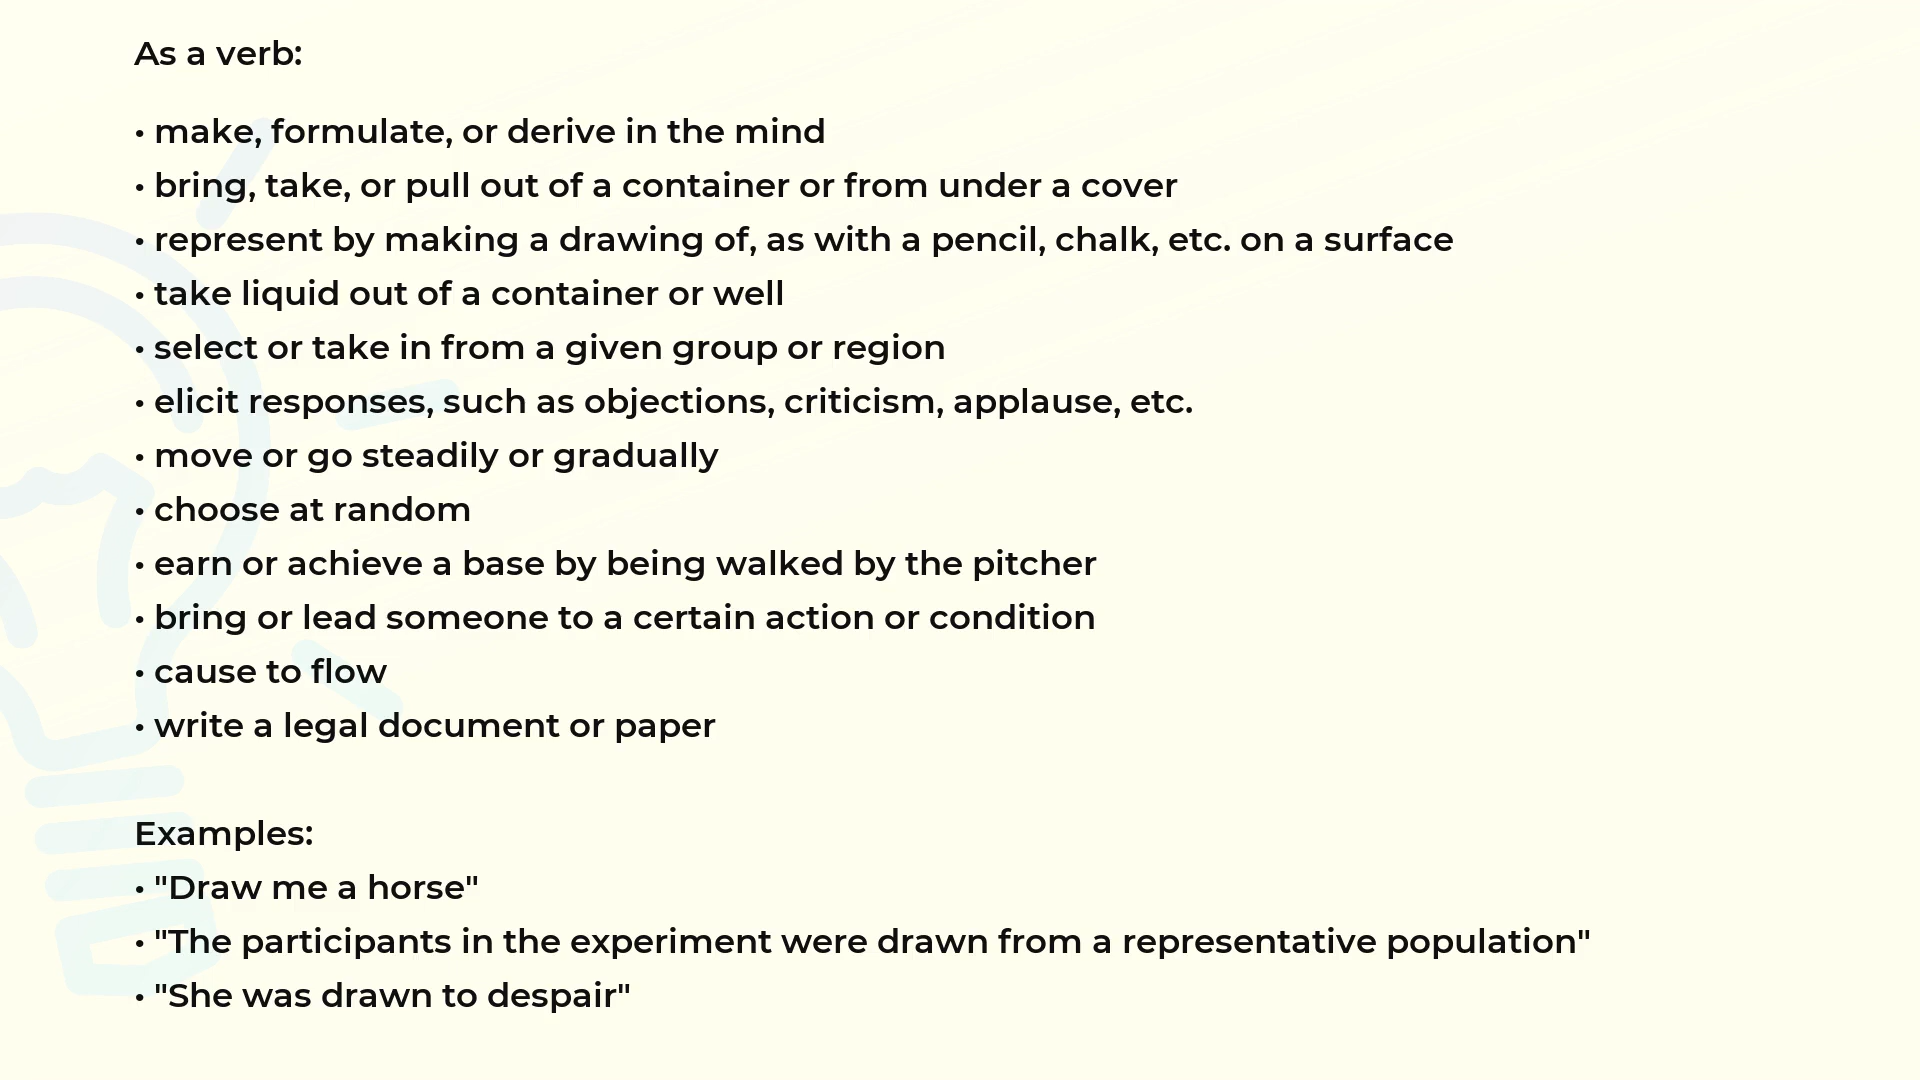 As a verb:
• make, formulate, or derive in the mind
• bring, take, or pull out of a container or from under a cover
• represent by making a drawing of, as with a pencil, chalk, etc. on a surface
• take liquid out of a container or well
• select or take in from a given group or region
• elicit responses, such as objections, criticism, applause, etc.
• move or go steadily or gradually
• choose at random
• earn or achieve a base by being walked by the pitcher
• bring or lead someone to a certain action or condition
• cause to flow
• write a legal document or paper
Examples:
• "Draw me a horse"
• "The participants in the experiment were drawn from a representative population"
• "She was drawn to despair"